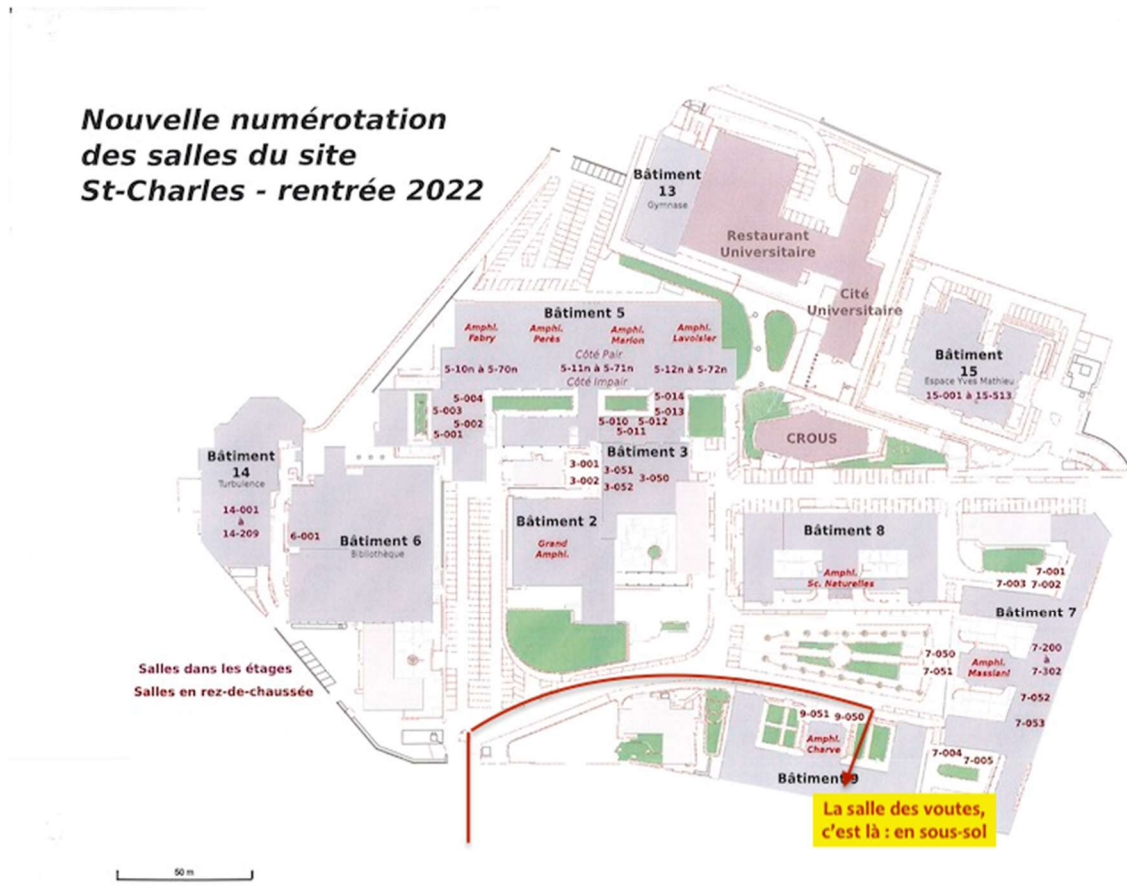 Nouvelle numérotation
des salles du site
St-Charles - rentrée 2022
Bâtiment
13
Gymnase
Restaurant
Universitaire
Cité
Universitaire
Bâtiment 5
Amphi.
Fabry
Amphi.
Perès
Amphi.
Marion
Amphi.
Lavoisier
Côté Pair
5-10n à 5-70n
5-11n à 5-71n
5-12n à 5-72n
Côté Impair
Bâtiment
15
Espace Yves Mathieu
15-001 à 15-513
5-004
5-003
5-002
5-001
5-014
5-013
5-010
5-012
5-011
CROUS
Bâtiment
14
Turbulence
14-001
à
14-209
Bâtiment 3
3-001
3-051
3-050
3-002
3-052
6-001
Bâtiment 6
Bibliothèque
Bâtiment 2
Grand
Amphi.
Bâtiment 8
Amphi.
Sc. Naturelles
7-001
7-003
7-002
Bâtiment 7
7-050
7-051
Amphi.
Massiani
7-200
à
7-302
7-052
7-053
Salles dans les étages
Salles en rez-de-chaussée
9-051
9-050
Amphi.
Charve
Bâtiment 9
7-004
7-005
La salle des voutes,
c'est là : en sous-sol
50 m